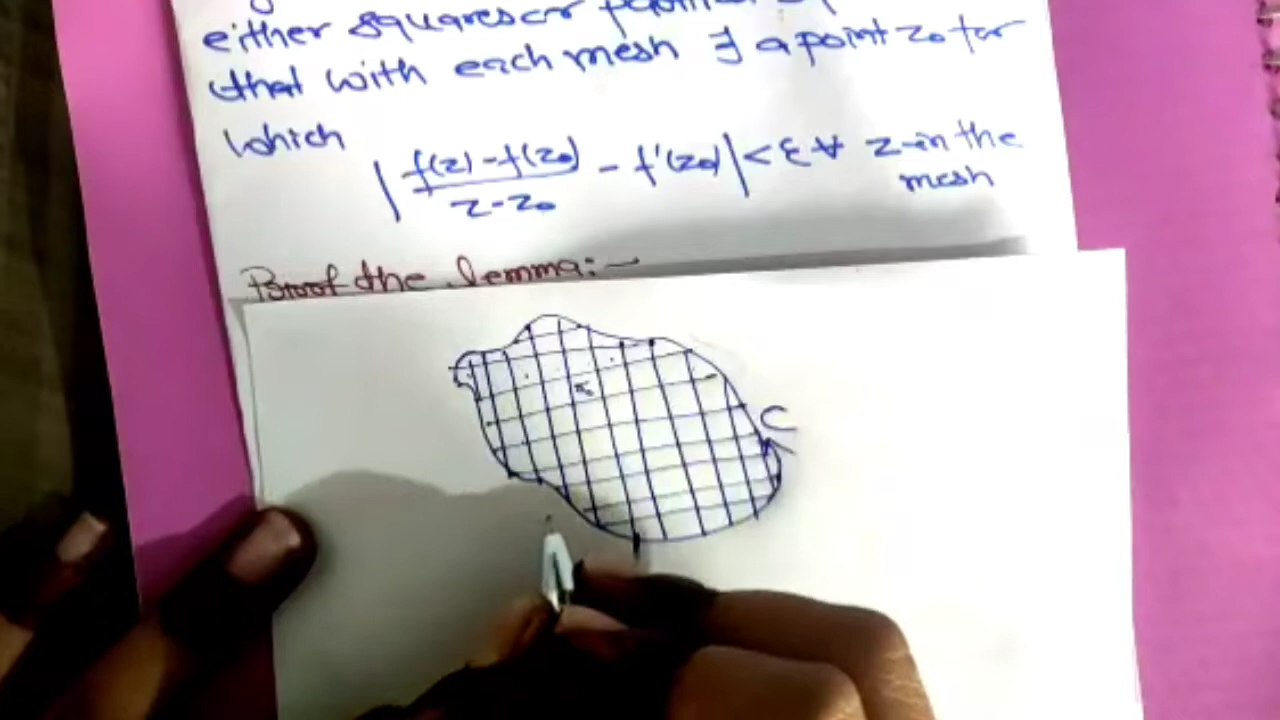 either squares or
that with each mesh ∃ a point z₀ for
which
|f(z)-f(z₀)/z-z₀ - f'(z₀)| < ε ∀ z in the
mesh
Proof the lemma:-
C